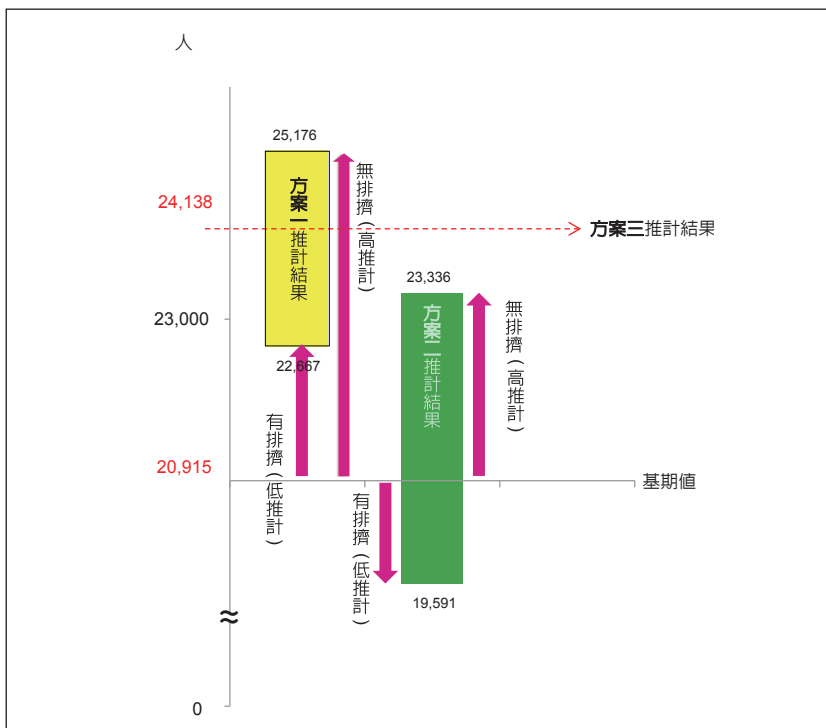 人
25,176
方案一推計結果
無排擠(高推計)
24,138
方案三推計結果
23,336
23,000
方案二推計結果
無排擠(高推計)
22,667
有排擠(低推計)
20,915
基期值
有排擠(低推計)
19,591
≈
0